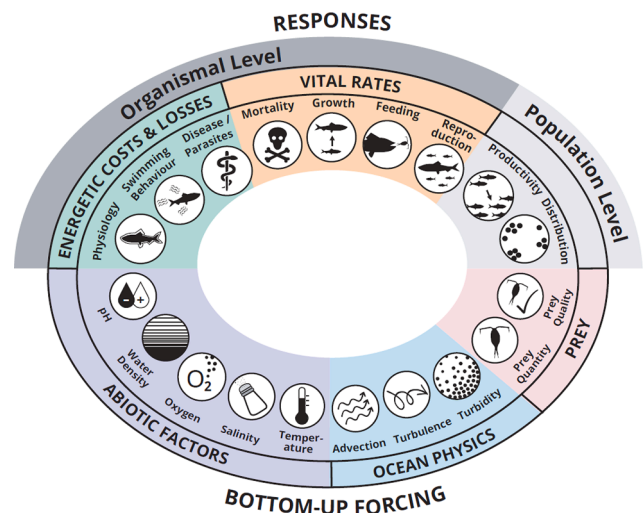 RESPONSES
Organismal Level
Population Level
ENERGETIC COSTS & LOSSES
VITAL RATES
Physiology
Swimming
Behaviour
Disease /
Parasites
Mortality
Growth
Feeding
Repro-
duction
Productivity
Distribution
pH
Water
Density
Oxygen
O2
Salinity
Temper-
ature
Advection
Turbulence
Turbidity
Prey
Quantity
Prey
Quality
ABIOTIC FACTORS
OCEAN PHYSICS
PREY
BOTTOM-UP FORCING